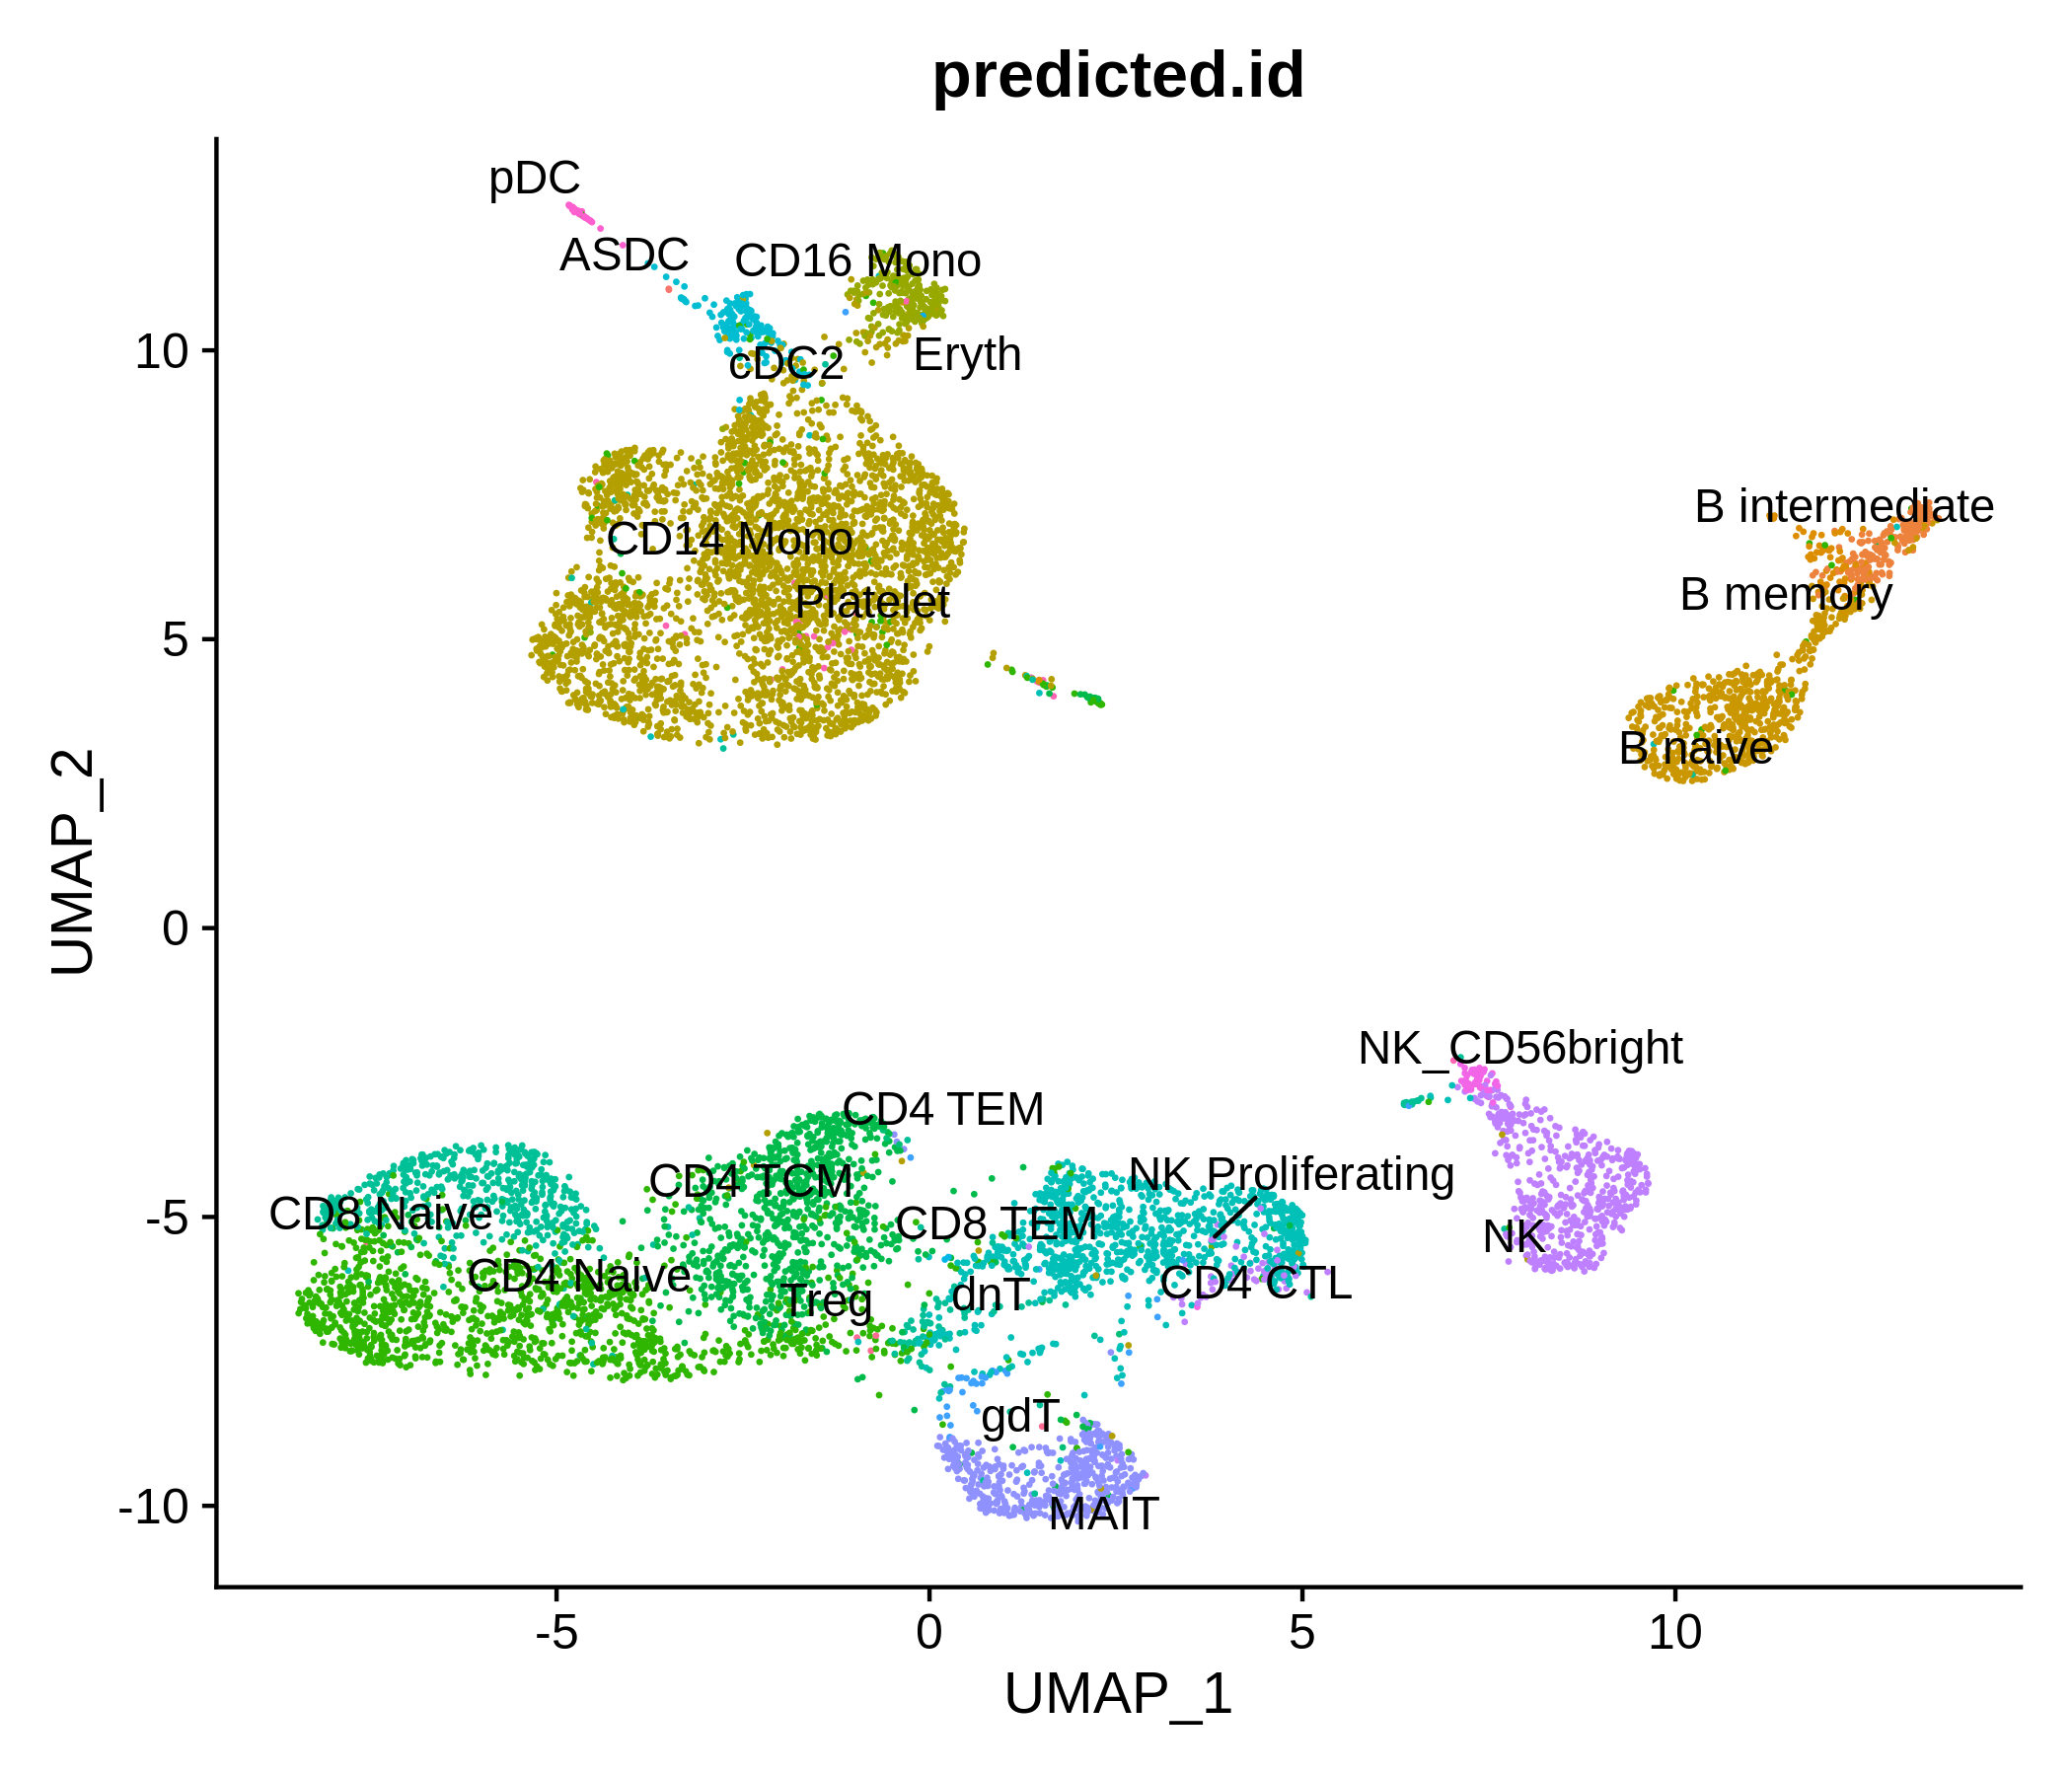 predicted.id
pDC
ASDC
CD16 Mono
cDC2
Eryth
CD14 Mono
Platelet
B intermediate
B memory
B naive
NK_CD56bright
CD4 TEM
CD4 TCM
NK Proliferating
CD8 Naive
CD8 TEM
NK
CD4 Naive
Treg
dnT
CD4 CTL
gdT
MAIT
10
5
0
-5
-10
UMAP_2
-5
0
5
10
UMAP_1